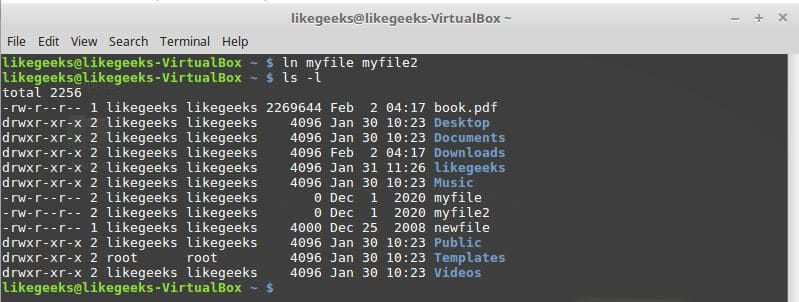 likegeeks@likegeeks-VirtualBox ~
File Edit View Search Terminal Help
likegeeks@likegeeks-VirtualBox ~ $ ln myfile myfile2
likegeeks@likegeeks-VirtualBox ~ $ ls -l
total 2256
-rw-r--r-- 1 likegeeks likegeeks 2269644 Feb  2 04:17 book.pdf
drwxr-xr-x 2 likegeeks likegeeks    4096 Jan 30 10:23 Desktop
drwxr-xr-x 2 likegeeks likegeeks    4096 Jan 30 10:23 Documents
drwxr-xr-x 2 likegeeks likegeeks    4096 Feb  2 04:17 Downloads
drwxr-xr-x 2 likegeeks likegeeks    4096 Jan 31 11:26 likegeeks
drwxr-xr-x 2 likegeeks likegeeks    4096 Jan 30 10:23 Music
-rw-r--r-- 2 likegeeks likegeeks       0 Dec  1  2020 myfile
-rw-r--r-- 2 likegeeks likegeeks       0 Dec  1  2020 myfile2
-rw-r--r-- 1 likegeeks likegeeks    4000 Dec 25  2008 newfile
drwxr-xr-x 2 likegeeks likegeeks    4096 Jan 30 10:23 Public
drwxr-xr-x 2 root      root         4096 Jan 30 10:23 Templates
drwxr-xr-x 2 likegeeks likegeeks    4096 Jan 30 10:23 Videos
likegeeks@likegeeks-VirtualBox ~ $